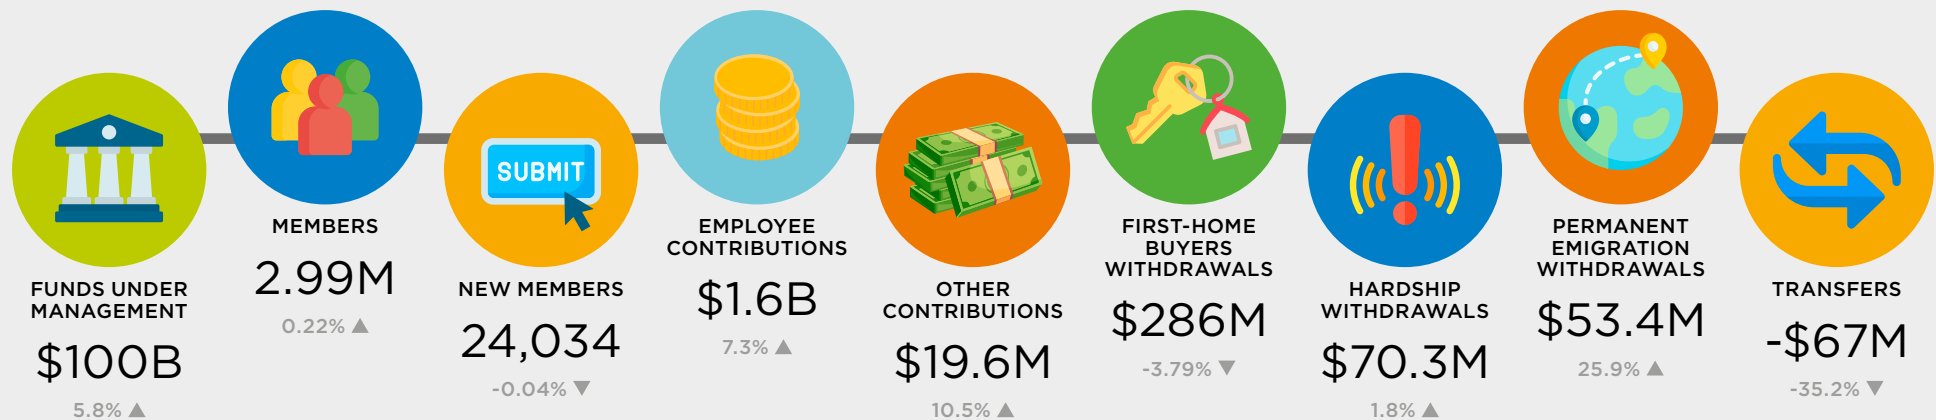 FUNDS UNDER
MANAGEMENT
$100B
5.8% ▲
MEMBERS
2.99M
0.22% ▲
SUBMIT
NEW MEMBERS
24,034
-0.04% ▼
EMPLOYEE
CONTRIBUTIONS
$1.6B
7.3% ▲
OTHER
CONTRIBUTIONS
$19.6M
10.5% ▲
FIRST-HOME
BUYERS
WITHDRAWALS
$286M
-3.79% ▼
HARDSHIP
WITHDRAWALS
$70.3M
1.8% ▲
PERMANENT
EMIGRATION
WITHDRAWALS
$53.4M
25.9% ▲
TRANSFERS
-$67M
-35.2% ▼